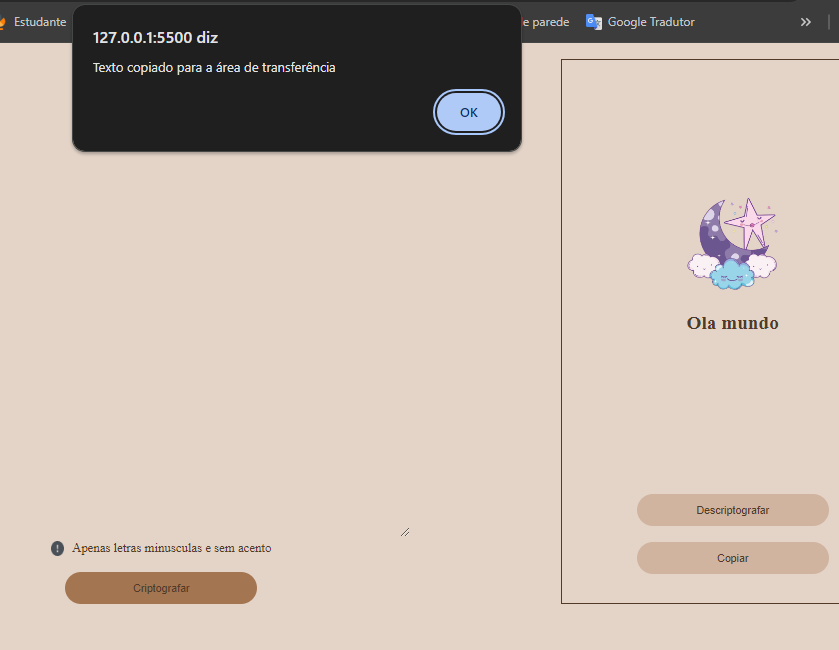 Estudante
e parede
Google Tradutor
127.0.0.1:5500 diz
Texto copiado para a área de transferência
OK
Ola mundo
Descriptografar
Copiar
Apenas letras minusculas e sem acento
Criptografar